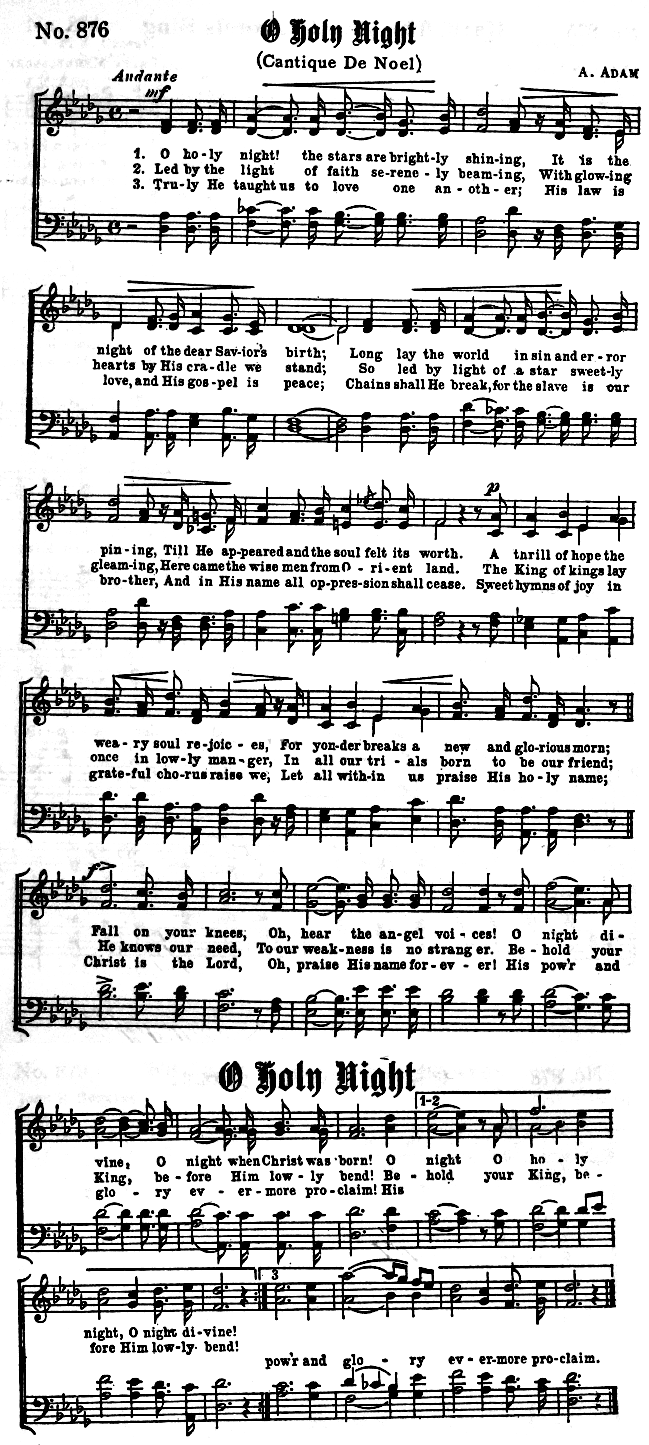 No. 876
O Holy Night
(Cantique De Noel)
A. ADAM
Andante
mf
1. O ho-ly night! the stars are bright-ly shin-ing, It is the
2. Led by the light of faith se-rene-ly beam-ing, With glow-ing
3. Tru-ly He taught us to love one an-oth-er; His law is
night of the dear Sav-ior's birth; Long lay the world in sin and er-ror
hearts by His cra-dle we stand; So led by light of a star sweet-ly
love, and His gos-pel is peace; Chains shall He break, for the slave is our
pin-ing, Till He ap-peared and the soul felt its worth. A thrill of hope the
gleam-ing, Here came the wise men from O-ri-ent land. The King of kings lay
bro-ther, And in His name all op-pres-sion shall cease. Sweet hymns of joy in
p
wea-ry soul re-joic-es, For yon-der breaks a new and glo-rious morn;
once in low-ly man-ger, In all our tri-als born to be our friend;
grate-ful cho-rus raise we, Let all with-in us praise His ho-ly name;
f
Fall on your knees, Oh, hear the an-gel voi-ces! O night di-
He knows our need, To our weak-ness is no stran-ger. Be-hold your
Christ is the Lord, Oh, praise His name for-ev-er! His pow'r and
O Holy Night
1-2
vine, O night when Christ was born! O night O ho-ly
King, be-fore Him low-ly bend! Be-hold your King, be-
glo-ry ev-er-more pro-claim! His
3
night, O night di-vine!
fore Him low-ly bend!
pow'r and glo-ry ev-er-more pro-claim.